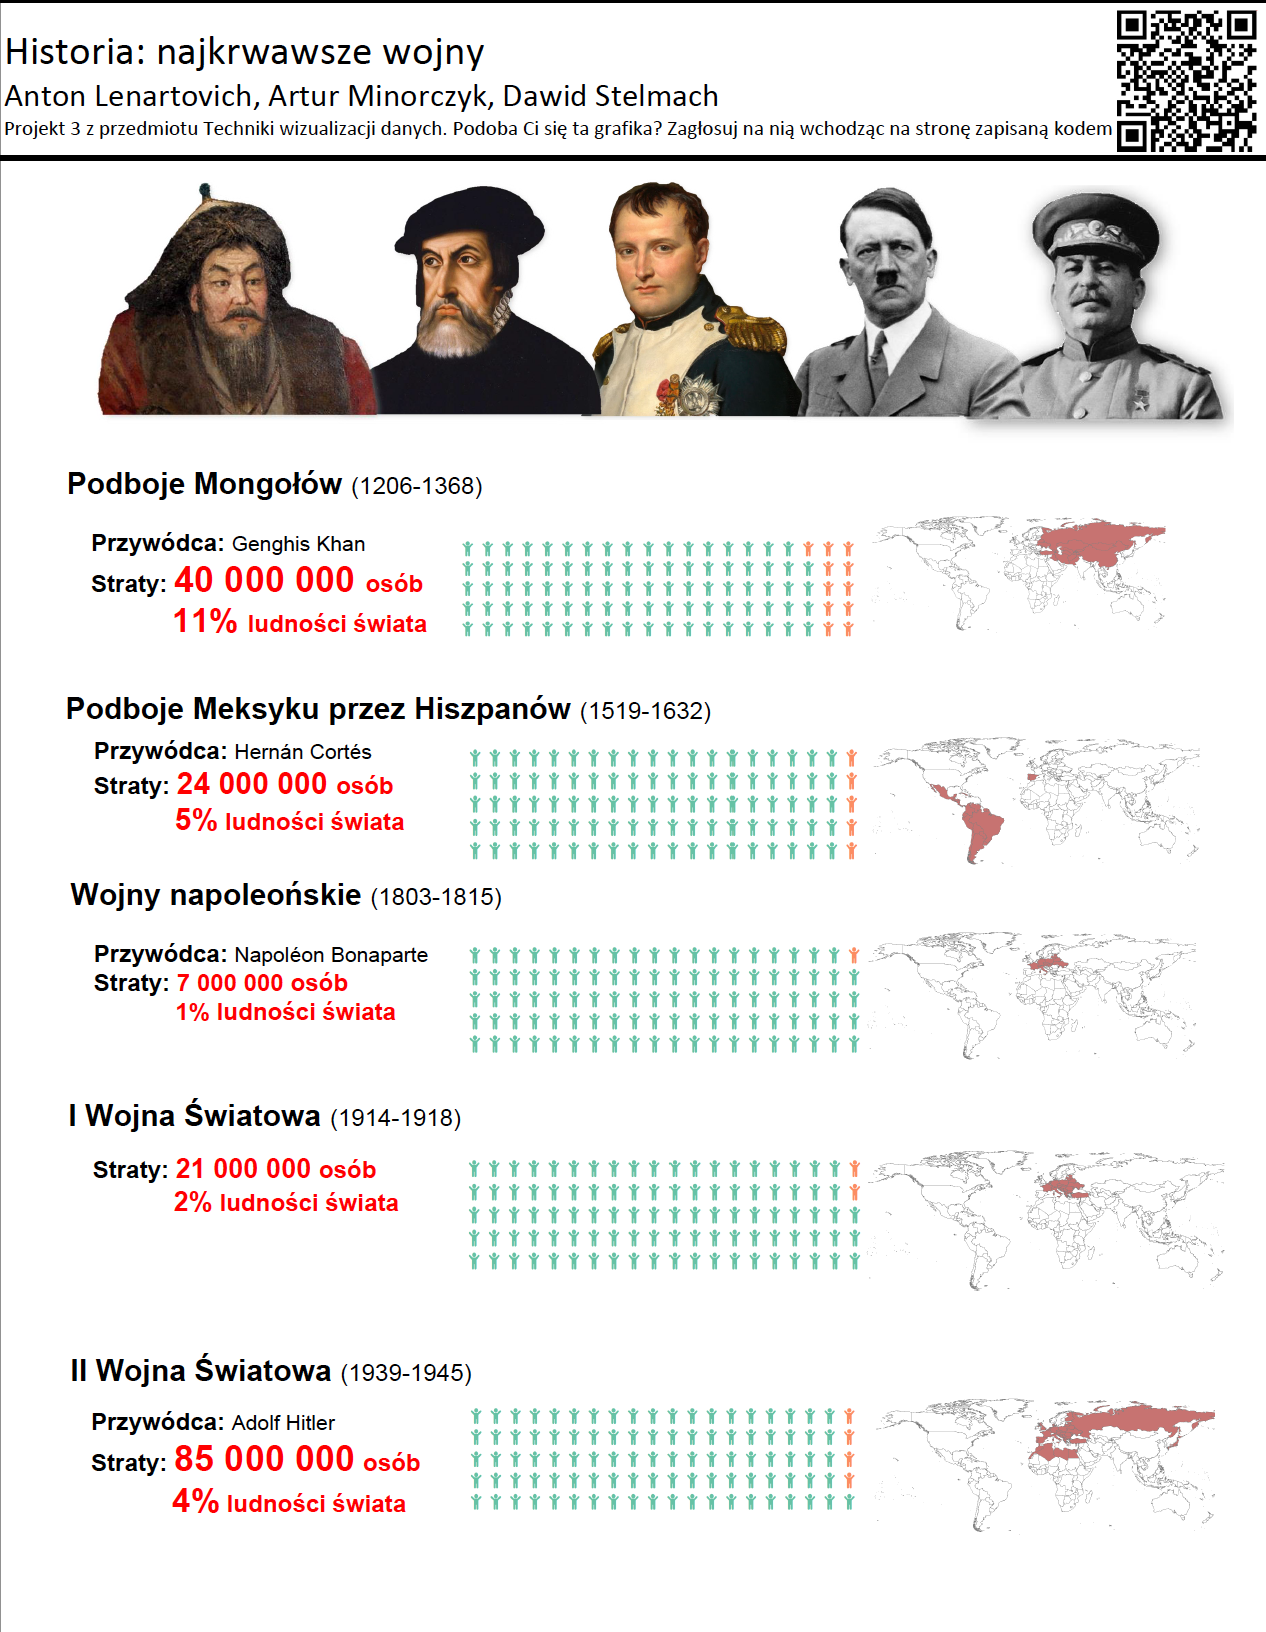 Historia: najkrwawsze wojny
Anton Lenartovich, Artur Minorczyk, Dawid Stelmach
Projekt 3 z przedmiotu Techniki wizualizacji danych. Podoba Ci się ta grafika? Zagłosuj na nią wchodząc na stronę zapisaną kodem
Podboje Mongołów (1206-1368)
Przywódca: Genghis Khan
Straty: 40 000 000 osób
11% ludności świata
Podboje Meksyku przez Hiszpanów (1519-1632)
Przywódca: Hernán Cortés
Straty: 24 000 000 osób
5% ludności świata
Wojny napoleońskie (1803-1815)
Przywódca: Napoléon Bonaparte
Straty: 7 000 000 osób
1% ludności świata
I Wojna Światowa (1914-1918)
Straty: 21 000 000 osób
2% ludności świata
II Wojna Światowa (1939-1945)
Przywódca: Adolf Hitler
Straty: 85 000 000 osób
4% ludności świata